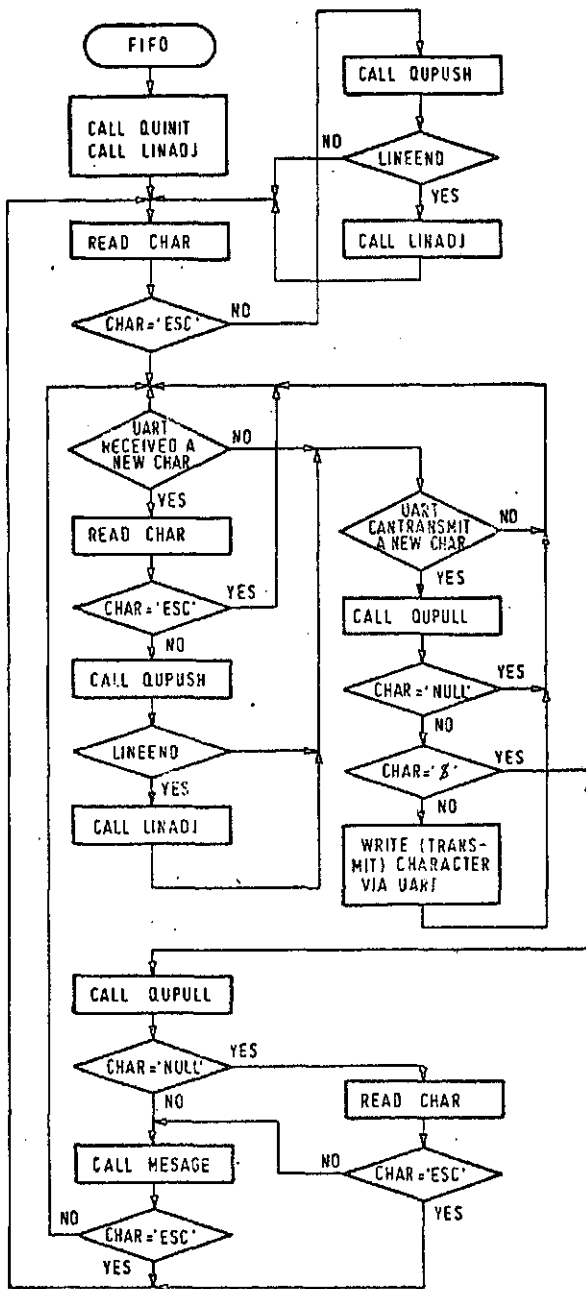 FIFO
CALL QUINIT
CALL LINADJ
READ CHAR
CHAR='ESC'
NO
CALL QUPUSH
NO
LINEEND
YES
CALL LINADJ
UART
RECEIVED A
NEW CHAR
NO
YES
READ CHAR
CHAR='ESC'
YES
NO
CALL QUPUSH
LINEEND
YES
CALL LINADJ
UART
CANTRANSMIT
A NEW CHAR
NO
YES
CALL QUPULL
CHAR='NULL'
YES
NO
CHAR='$'
YES
NO
WRITE (TRANS-
MIT) CHARACTER
VIA UART
CALL QUPULL
CHAR='NULL'
YES
NO
CALL MESAGE
CHAR='ESC'
NO
YES
READ CHAR
CHAR='ESC'
NO
YES